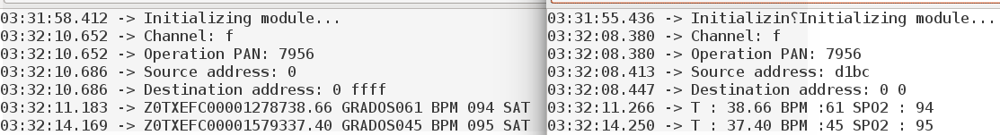 03:31:58.412 -> Initializing module...
03:32:10.652 -> Channel: f
03:32:10.652 -> Operation PAN: 7956
03:32:10.686 -> Source address: 0
03:32:10.686 -> Destination address: 0 ffff
03:32:11.183 -> Z0TXEFC00001278738.66 GRADOS061 BPM 094 SAT
03:32:14.169 -> Z0TXEFC00001579337.40 GRADOS045 BPM 095 SAT
03:31:55.436 -> Initializin⸮Initializing module...
03:32:08.380 -> Channel: f
03:32:08.380 -> Operation PAN: 7956
03:32:08.413 -> Source address: d1bc
03:32:08.447 -> Destination address: 0 0
03:32:11.266 -> T : 38.66 BPM :61 SPO2 : 94
03:32:14.250 -> T : 37.40 BPM :45 SPO2 : 95